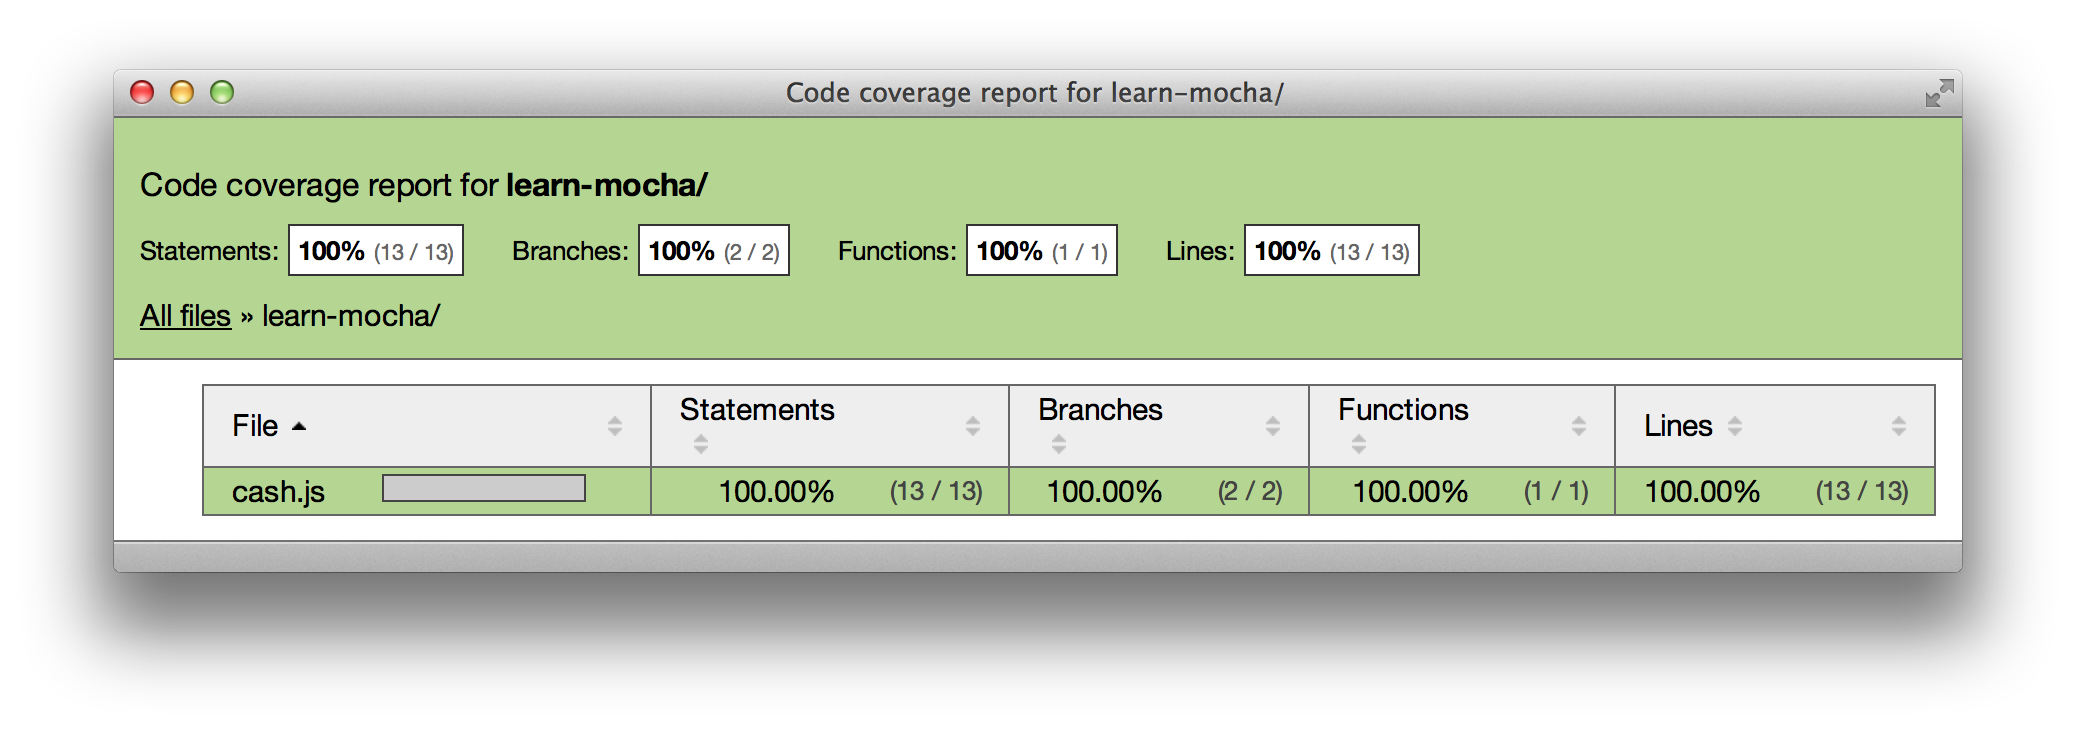 Code coverage report for learn-mocha/
Code coverage report for learn-mocha/
Statements: 100% (13 / 13) Branches: 100% (2 / 2) Functions: 100% (1 / 1) Lines: 100% (13 / 13)
All files » learn-mocha/
File Statements Branches Functions Lines
cash.js 100.00% (13 / 13) 100.00% (2 / 2) 100.00% (1 / 1) 100.00% (13 / 13)